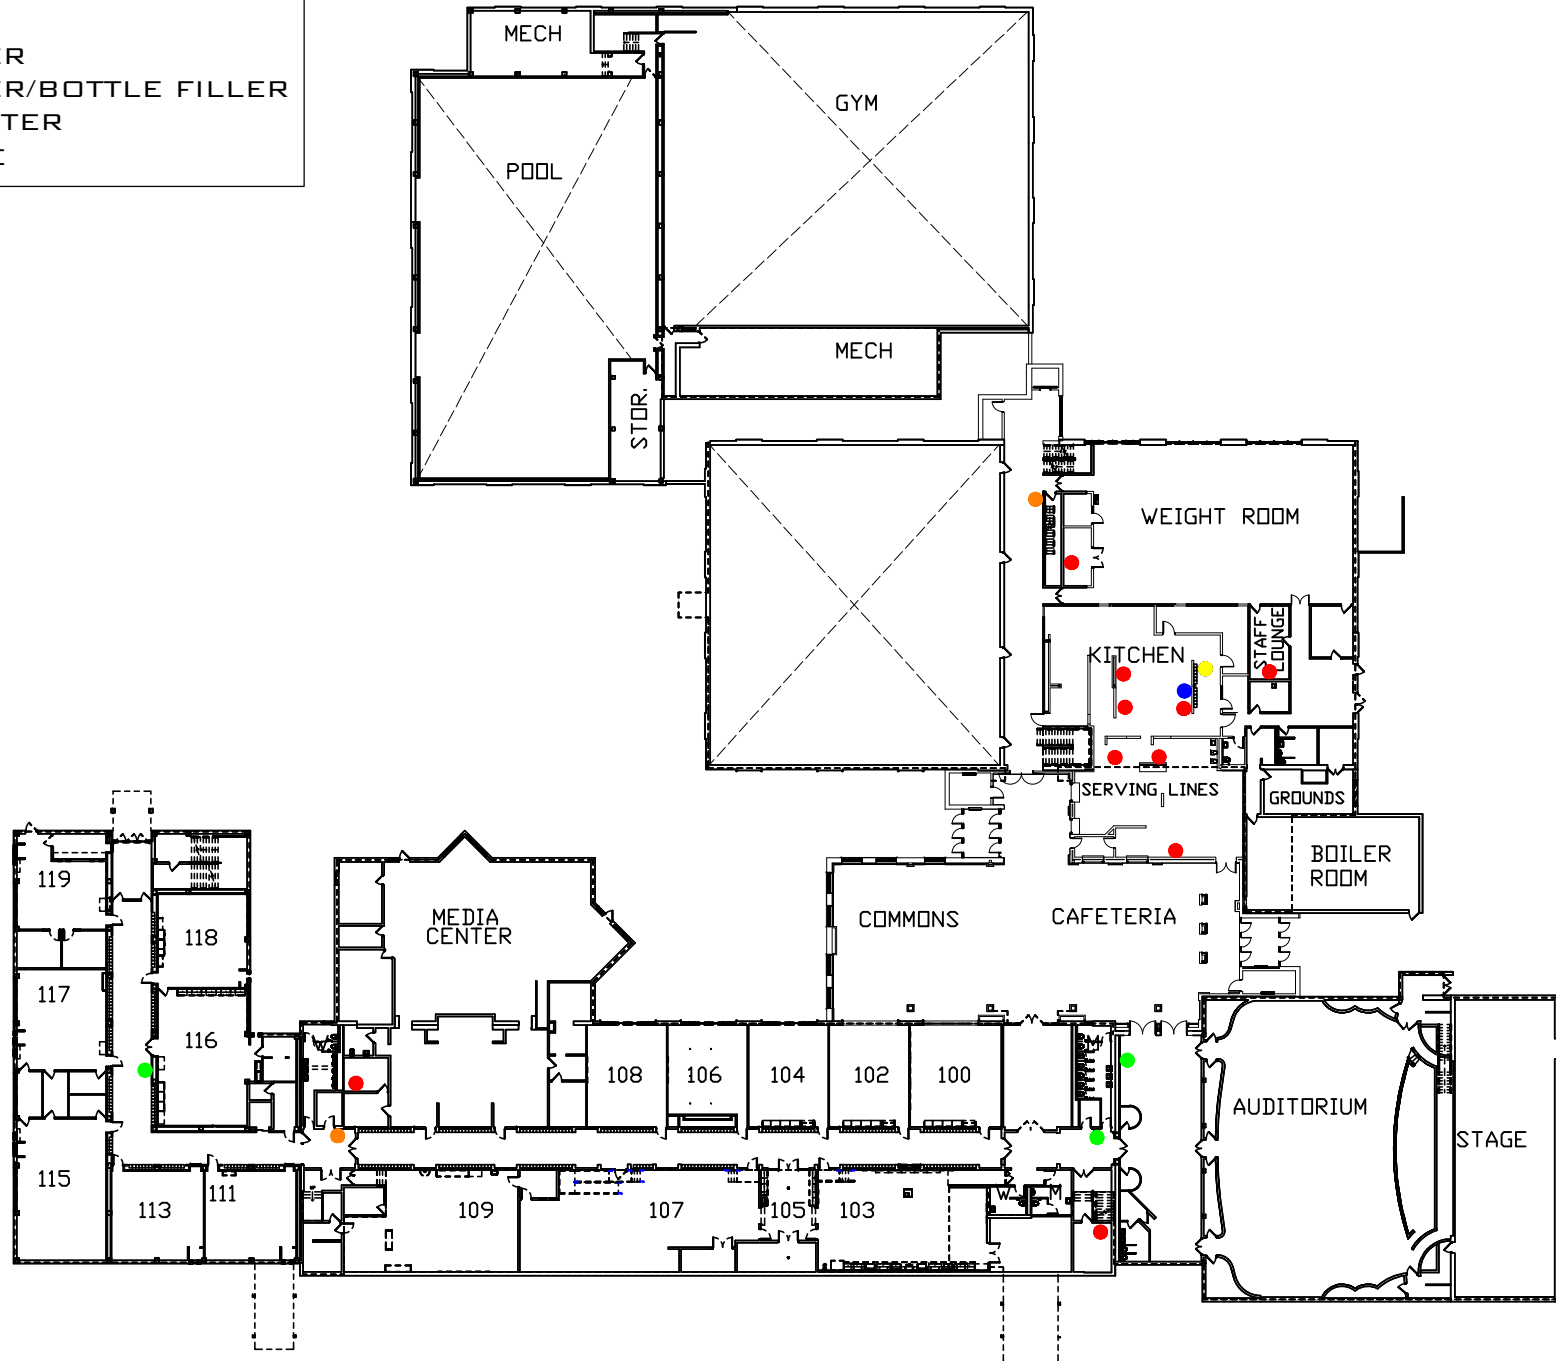 ER
ER/BOTTLE FILLER
TER
MECH
GYM
POOL
MECH
STOR.
WEIGHT ROOM
STAFF
LOUNGE
KITCHEN
SERVING LINES
GROUNDS
BOILER
ROOM
119
118
MEDIA
CENTER
COMMONS
CAFETERIA
117
116
M
W
108
106
104
102
100
AUDITORIUM
STAGE
115
113
111
109
107
105
103
W
M